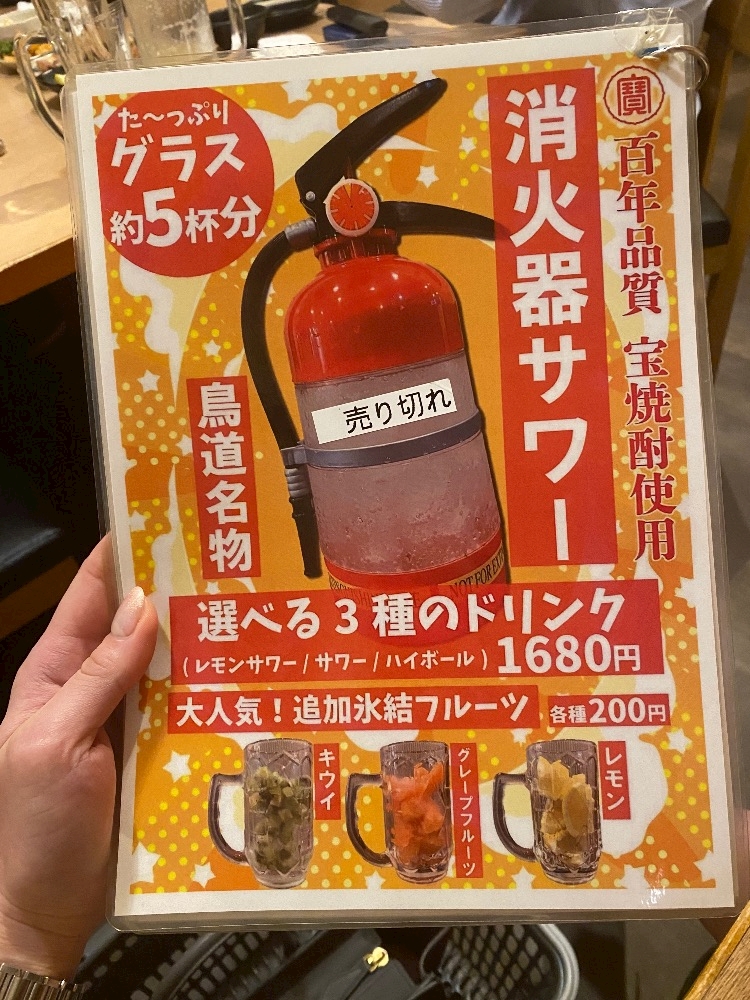 た〜っぷり
グラス
約5杯分
消火器サワー
寶
百年品質 宝焼酎使用
売り切れ
鳥道名物
NOT FOR
選べる3種のドリンク
(レモンサワー/サワー/ハイボール) 1680円
大人気!追加氷結フルーツ 各種200円
キウイ
グレープフルーツ
レモン